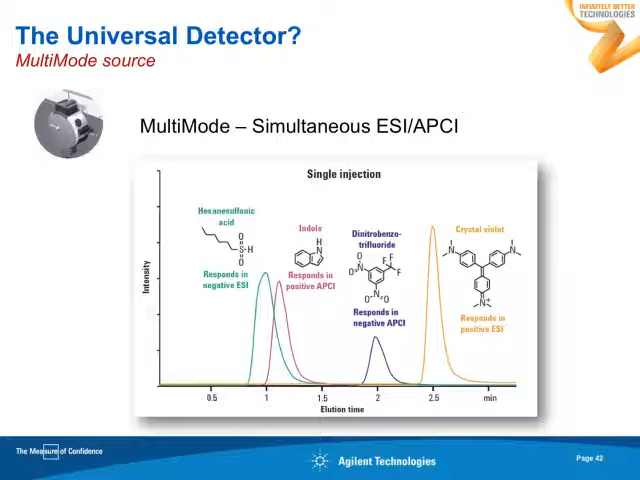 INFINITELY BETTER
TECHNOLOGIES
The Universal Detector?
MultiMode source
MultiMode – Simultaneous ESI/APCI
Single injection
Hexanesulfonic
acid
O
S-H
O
Responds in
negative ESI
Indole
H
N
Responds in
positive APCI
Dinitrobenzo-
trifluoride
O
O
NO
F
F
F
N
O
O
Responds in
negative APCI
Crystal violet
N
N
N+
Responds in
positive ESI
Intensity
0.5
1
1.5
2
2.5
min
Elution time
The Measure of Confidence
Agilent Technologies
Page 42